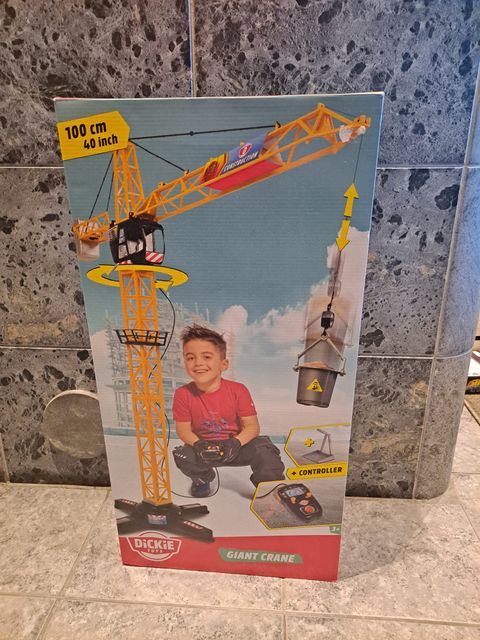 100 cm
40 inch
CONSTRUCTION
+
+ CONTROLLER
DICKIE
TOYS
GIANT CRANE
3+